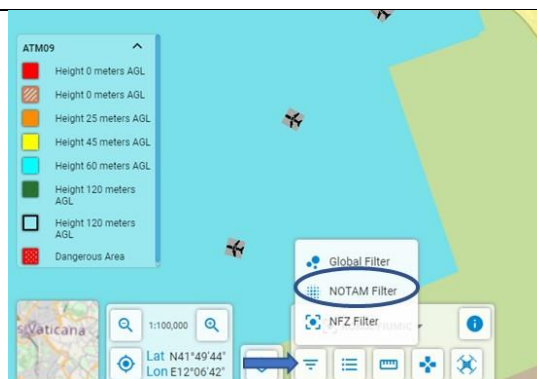 ATM09
Height 0 meters AGL
Height 0 meters AGL
Height 25 meters AGL
Height 45 meters AGL
Height 60 meters AGL
Height 120 meters
AGL
Height 120 meters
AGL
Dangerous Area
Global Filter
NOTAM Filter
NFZ Filter
Vaticana
1:100,000
Lat N41°49'44"
Lon E12°06'42"